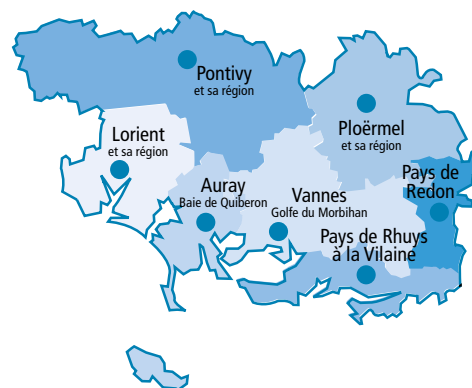 Pontivy
et sa région
Ploërmel
et sa région
Lorient
et sa région
Pays de
Redon
Auray
Baie de Quiberon
Vannes
Golfe du Morbihan
Pays de Rhuys
à la Vilaine